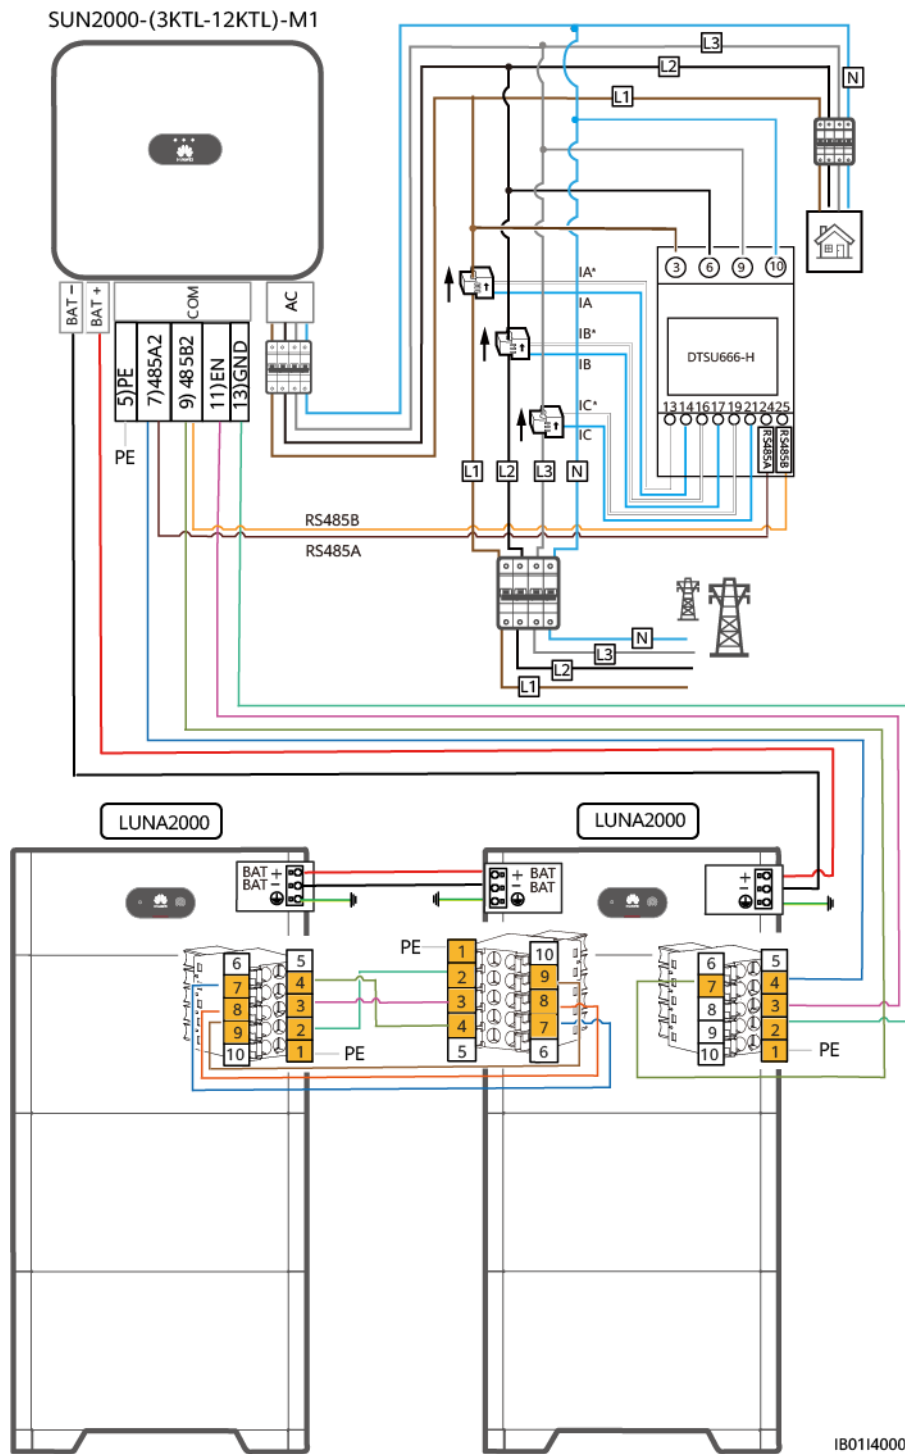 SUN2000-(3KTL-12KTL)-M1
L3
L2
N
L1
BAT −
BAT +
COM
AC
5)PE
7)485A2
9) 485B2
11)EN
13)GND
PE
3
6
9
10
IA*
IA
IB*
IB
IC*
IC
DTSU666-H
13 14 16 17 19 21 24 25
RS485A
RS485B
L1
L2
L3
N
RS485B
RS485A
N
L3
L2
L1
LUNA2000
LUNA2000
BAT +
BAT −
+ BAT
− BAT
+
−
6
7
8
9
10
5
4
3
2
1
PE
PE
1
2
3
4
5
10
9
8
7
6
6
7
8
9
10
5
4
3
2
1
PE
IB01I4000